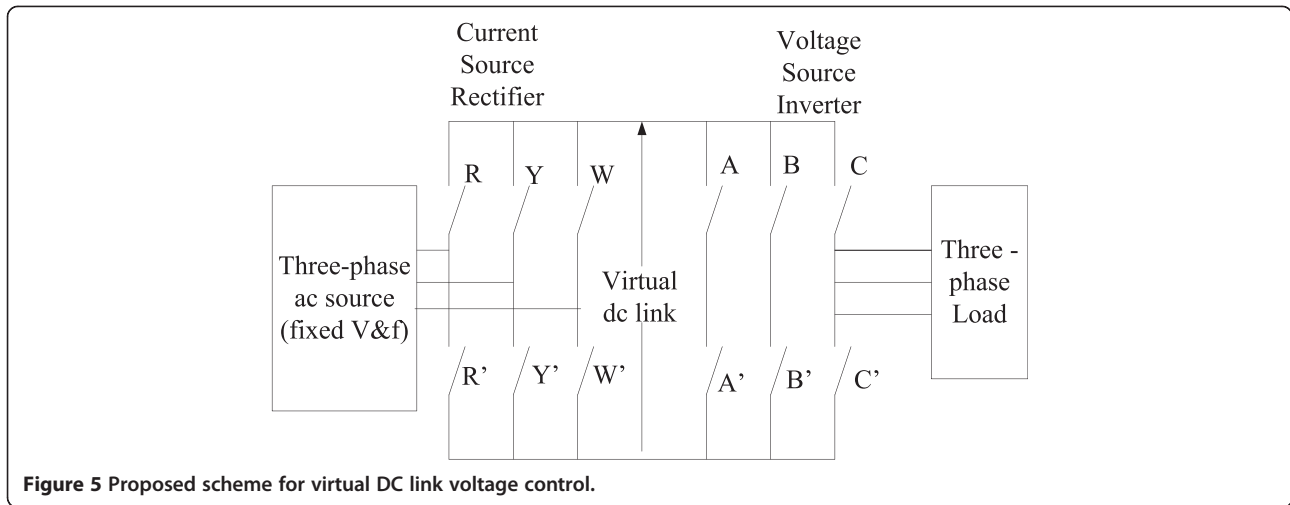 Current
Source
Rectifier
Voltage
Source
Inverter
R
Y
W
A
B
C
Three-phase
ac source
(fixed V&f)
Virtual
dc link
Three -
phase
Load
R’
Y’
W’
A’
B’
C’
Figure 5 Proposed scheme for virtual DC link voltage control.